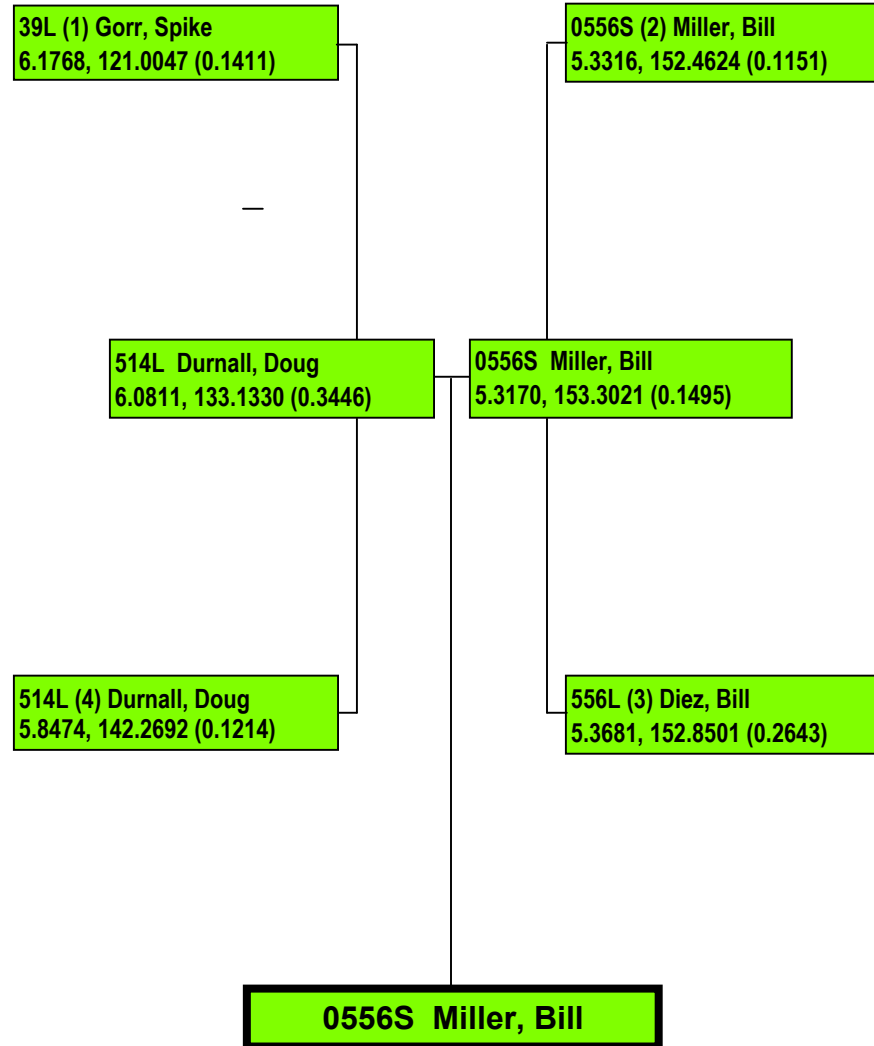 39L (1) Gorr, Spike
6.1768, 121.0047 (0.1411)
0556S (2) Miller, Bill
5.3316, 152.4624 (0.1151)
514L  Durnall, Doug
6.0811, 133.1330 (0.3446)
0556S  Miller, Bill
5.3170, 153.3021 (0.1495)
514L (4) Durnall, Doug
5.8474, 142.2692 (0.1214)
556L (3) Diez, Bill
5.3681, 152.8501 (0.2643)
0556S  Miller, Bill